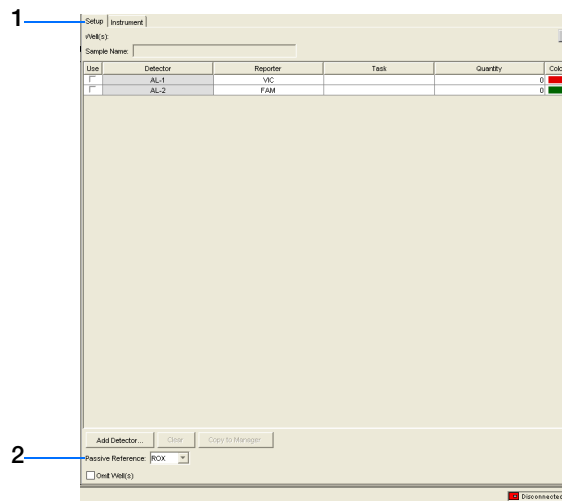 1
Setup Instrument
Well(s):
Sample Name:
Use Detector Reporter Task Quantity
AL-1 VIC 0
AL-2 FAM 0
Add Detector... Clear Copy to Manager
2
Passive Reference: ROX
Omit Well(s)
Disconnected